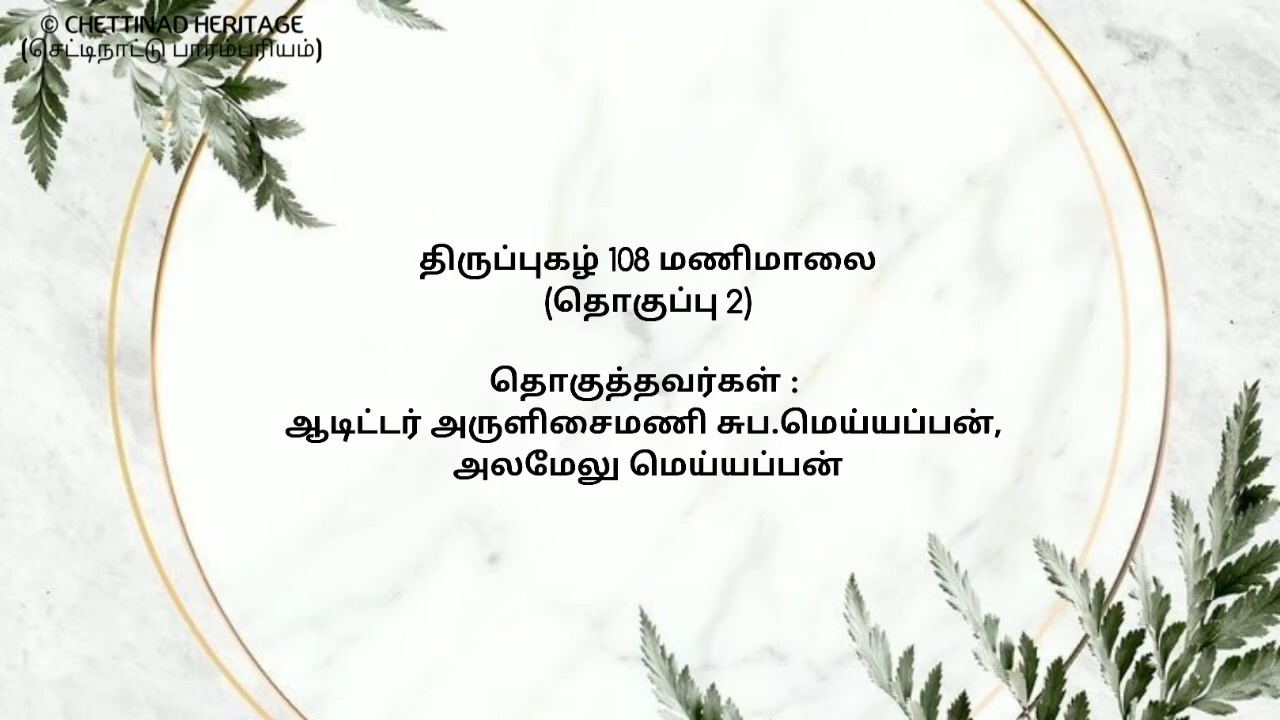 © CHETTINAD HERITAGE
(செட்டிநாட்டு பாரம்பரியம்)
திருப்புகழ் 108 மணிமாலை
(தொகுப்பு 2)
தொகுத்தவர்கள் :
ஆடிட்டர் அருளிசைமணி சுப.மெய்யப்பன்,
அலமேலு மெய்யப்பன்